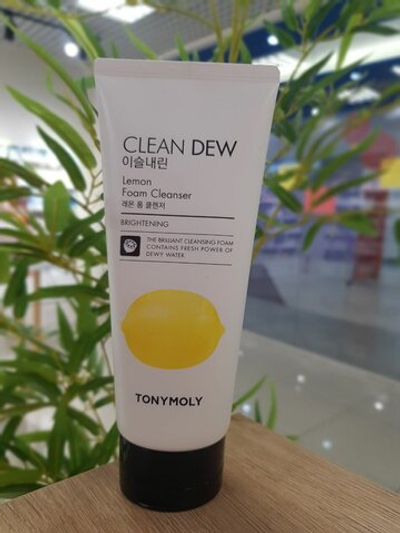 CLEAN DEW
이슬내린
Lemon
Foam Cleanser
레몬 폼 클렌저
BRIGHTENING
THE BRILLIANT CLEANSING FOAM
CONTAINS FRESH POWER OF
DEWY WATER
TONYMOLY